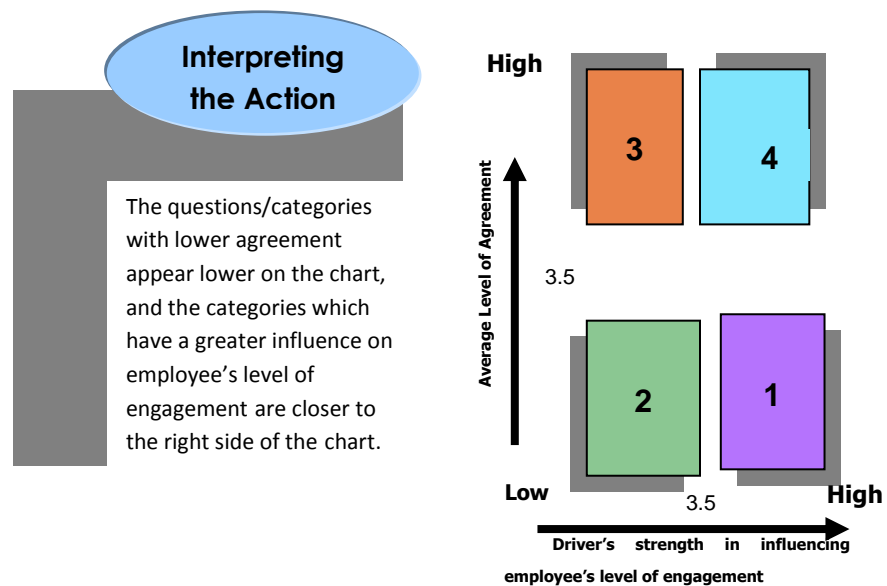 Interpreting
the Action
The questions/categories
with lower agreement
appear lower on the chart,
and the categories which
have a greater influence on
employee’s level of
engagement are closer to
the right side of the chart.
High
3
4
Average Level of Agreement
3.5
2
1
Low
3.5
High
Driver’s strength in influencing
employee’s level of engagement